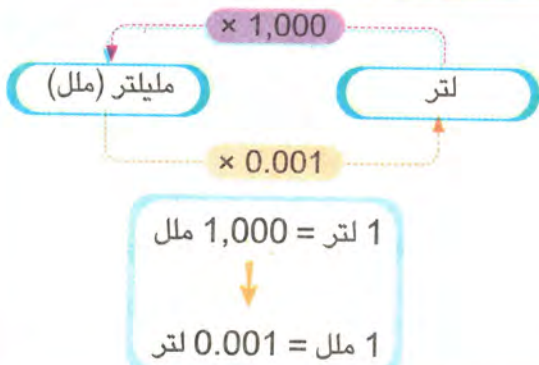 × 1,000
لتر
مليلتر (ملل)
× 0.001
1 لتر = 1,000 ملل
1 ملل = 0.001 لتر